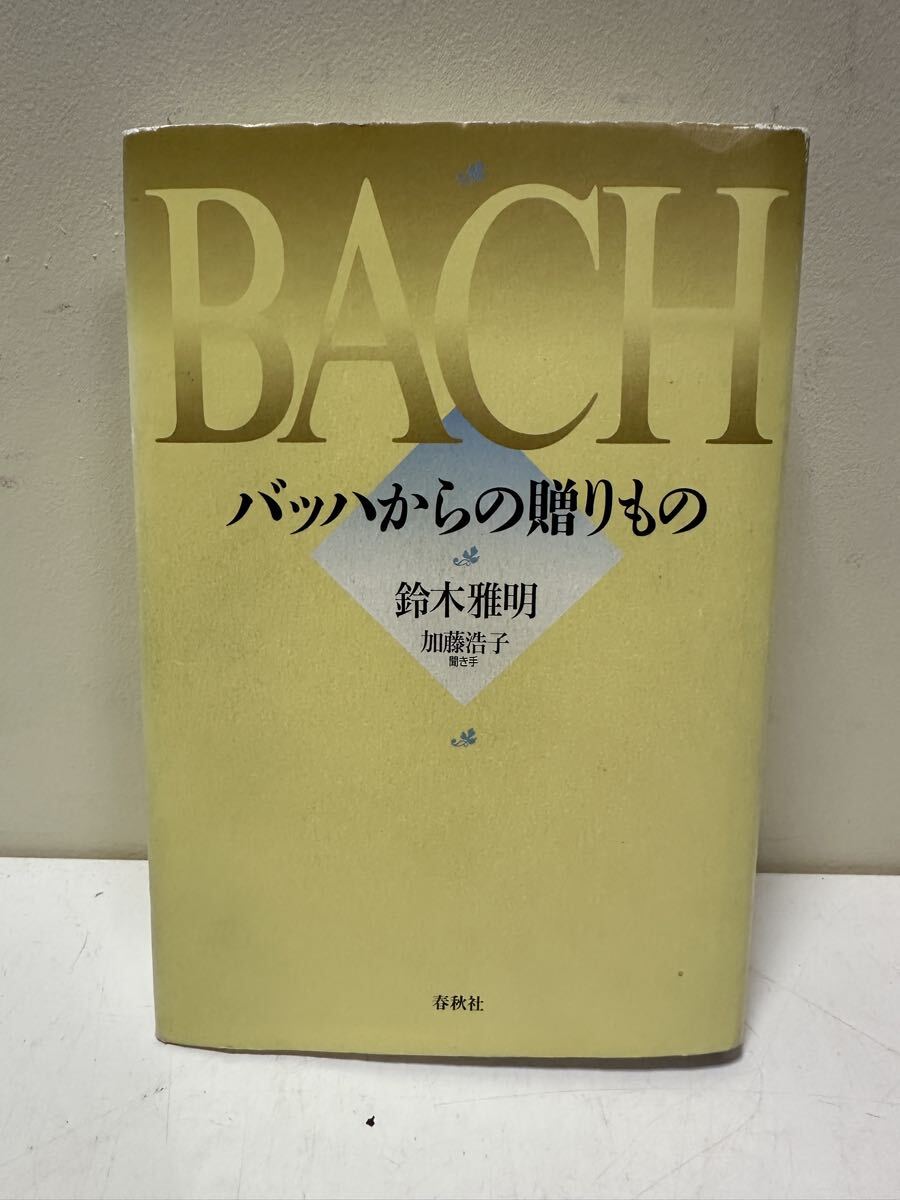 BACH
バッハからの贈りもの
鈴木雅明
加藤浩子
聞き手
春秋社